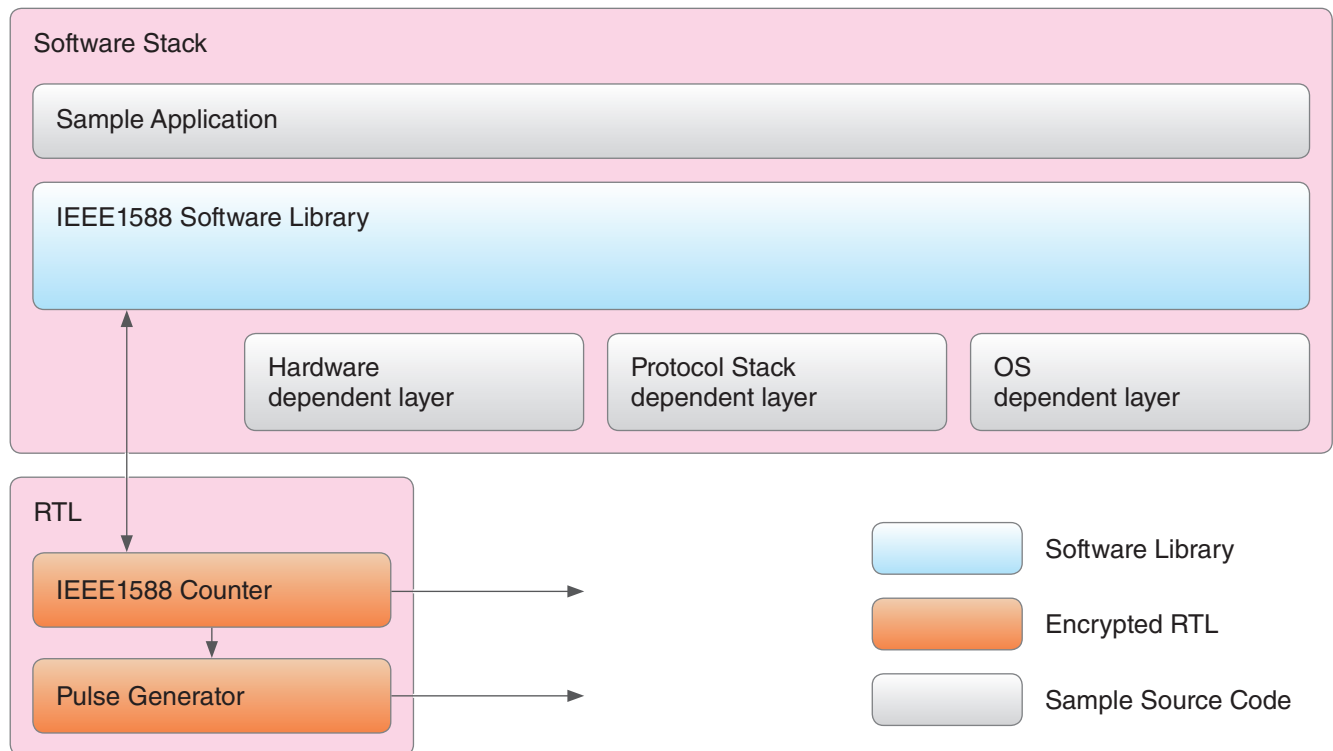 Software Stack
Sample Application
IEEE1588 Software Library
Hardware
dependent layer
Protocol Stack
dependent layer
OS
dependent layer
RTL
IEEE1588 Counter
Pulse Generator
Software Library
Encrypted RTL
Sample Source Code